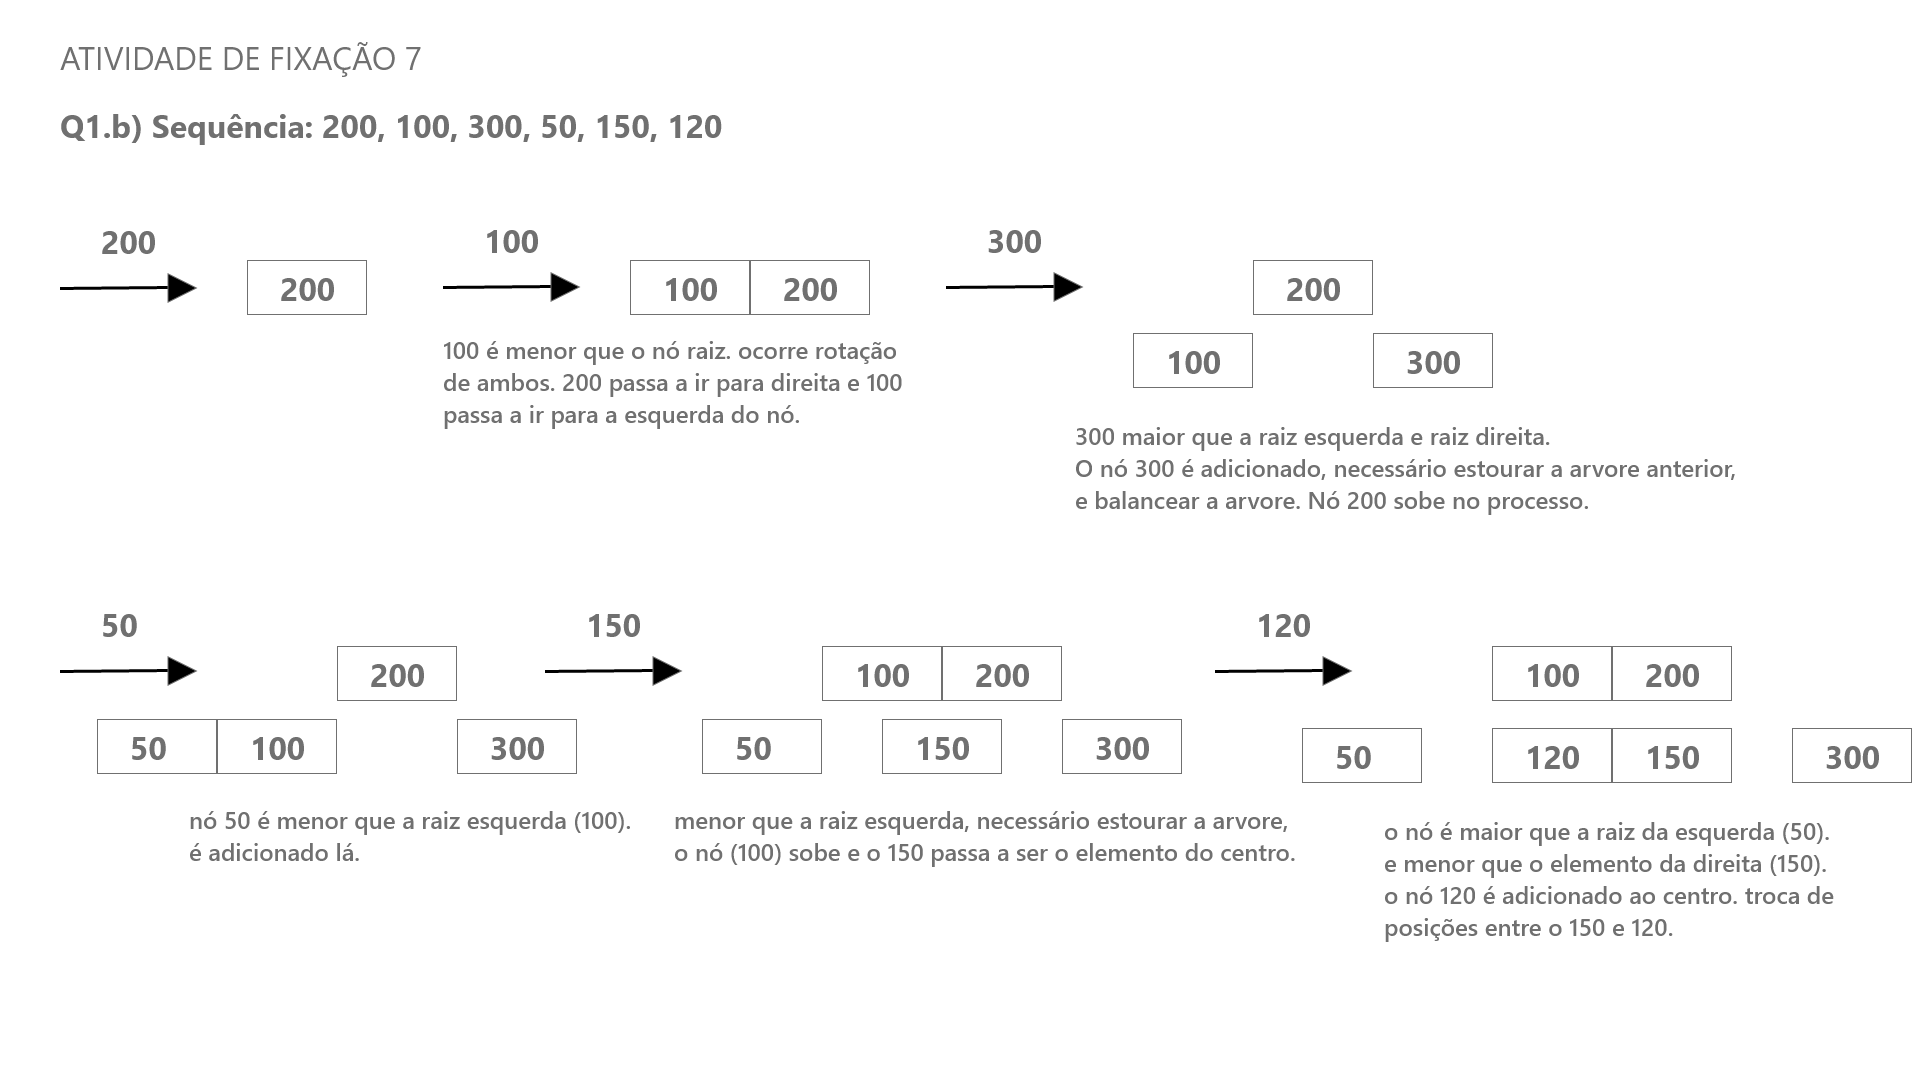 ATIVIDADE DE FIXAÇÃO 7
Q1.b) Sequência: 200, 100, 300, 50, 150, 120
200
200
100
100 200
100 é menor que o nó raiz. ocorre rotação
de ambos. 200 passa a ir para direita e 100
passa a ir para a esquerda do nó.
300
200
100 300
300 maior que a raiz esquerda e raiz direita.
O nó 300 é adicionado, necessário estourar a arvore anterior,
e balancear a arvore. Nó 200 sobe no processo.
50
200
50 100 300
nó 50 é menor que a raiz esquerda (100).
é adicionado lá.
150
100 200
50 150 300
menor que a raiz esquerda, necessário estourar a arvore,
o nó (100) sobe e o 150 passa a ser o elemento do centro.
120
100 200
50 120 150 300
o nó é maior que a raiz da esquerda (50).
e menor que o elemento da direita (150).
o nó 120 é adicionado ao centro. troca de
posições entre o 150 e 120.